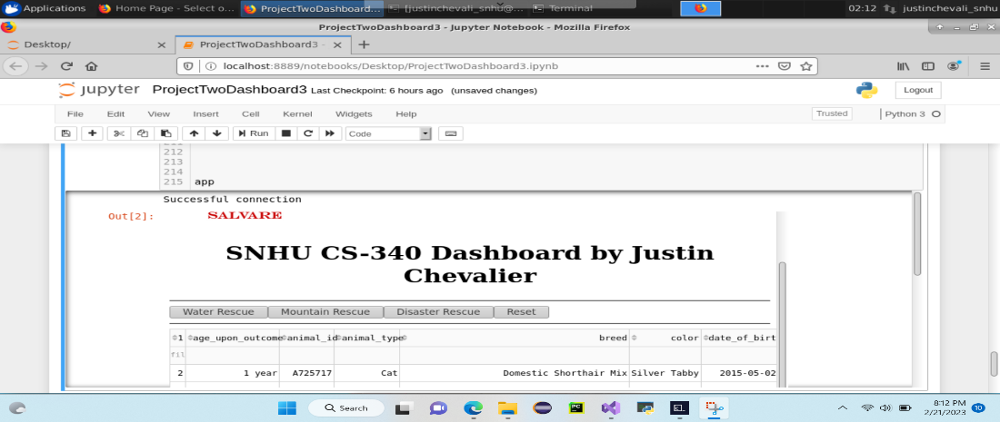 Applications Home Page - Select o... ProjectTwoDashboard... [justinchevali_snhu@... Terminal 02:12 justinchevali_snhu
ProjectTwoDashboard3 - Jupyter Notebook - Mozilla Firefox
Desktop/ ProjectTwoDashboard3 -
localhost:8889/notebooks/Desktop/ProjectTwoDashboard3.ipynb
jupyter ProjectTwoDashboard3 Last Checkpoint: 6 hours ago (unsaved changes) Logout
File Edit View Insert Cell Kernel Widgets Help Trusted Python 3
Run Code
212
213
214
215 app
Successful connection
Out[2]: SALVARE
SNHU CS-340 Dashboard by Justin
Chevalier
Water Rescue Mountain Rescue Disaster Rescue Reset
1 age_upon_outcome animal_id animal_type breed color date_of_birt
fil
2 1 year A725717 Cat Domestic Shorthair Mix Silver Tabby 2015-05-02
Search 8:12 PM
2/21/2023 10